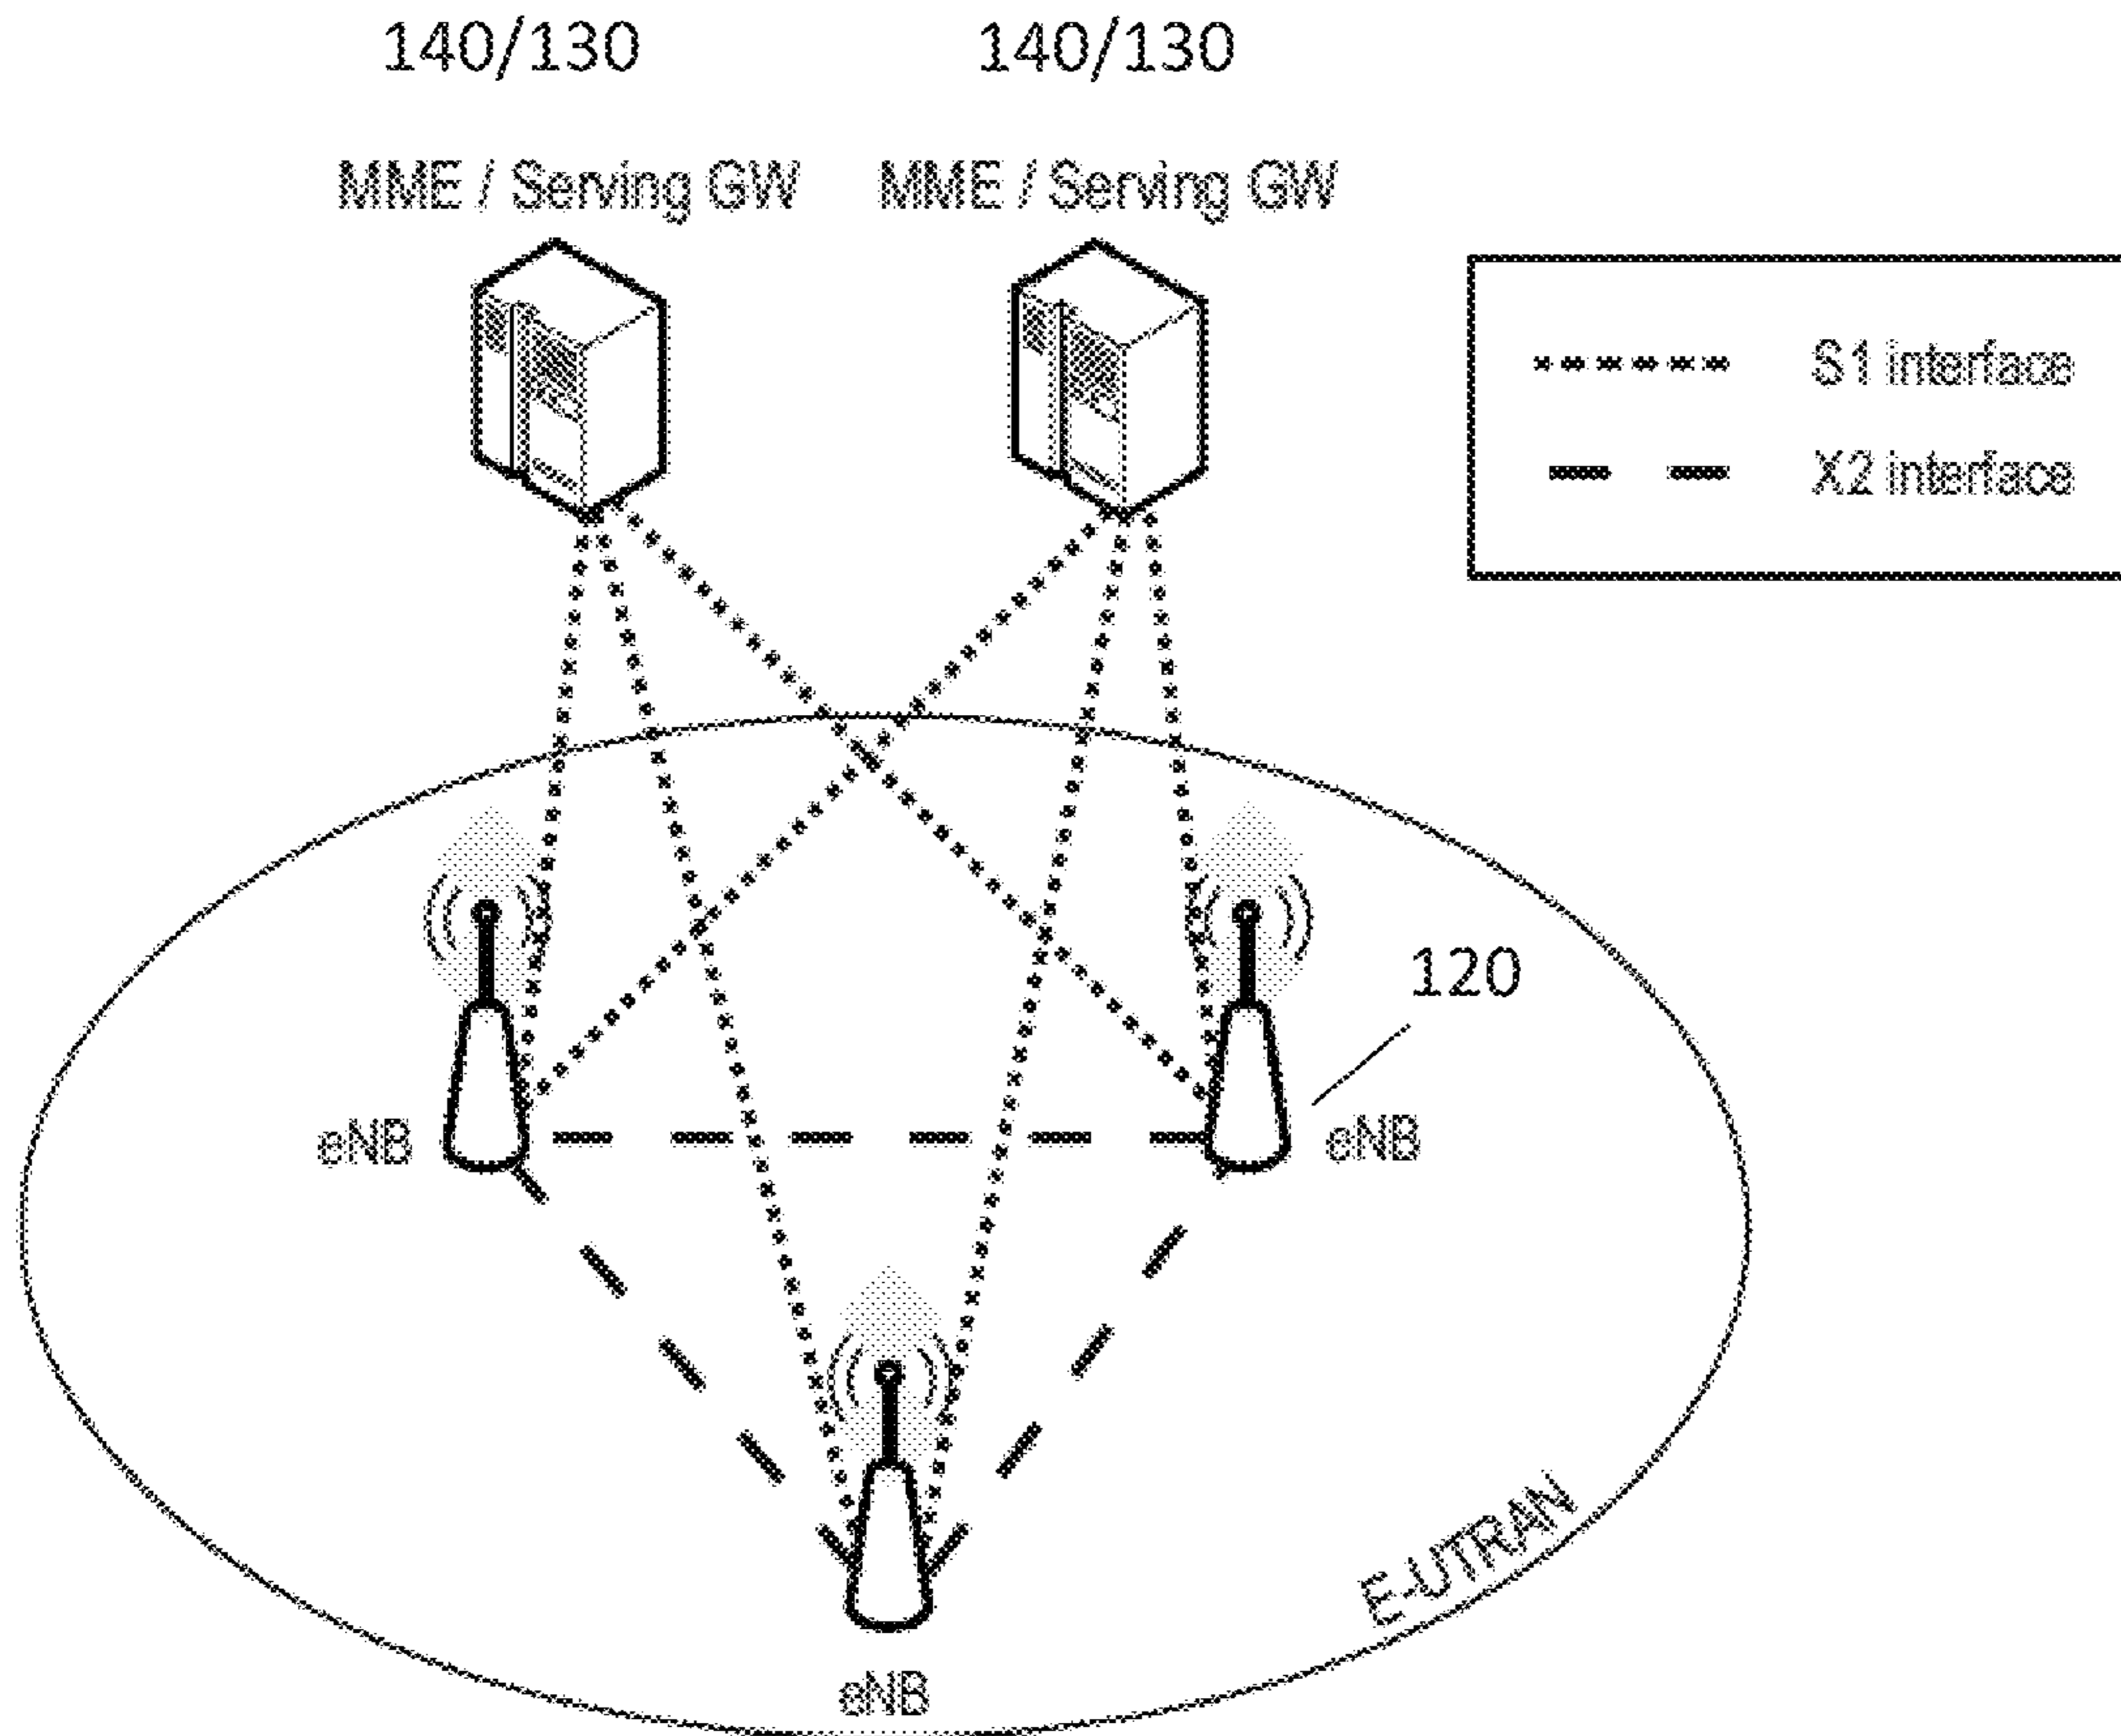 140/130
140/130
MME / Serving GW
MME / Serving GW
S1 interface
X2 interface
120
eNB
eNB
E-UTRAN
eNB